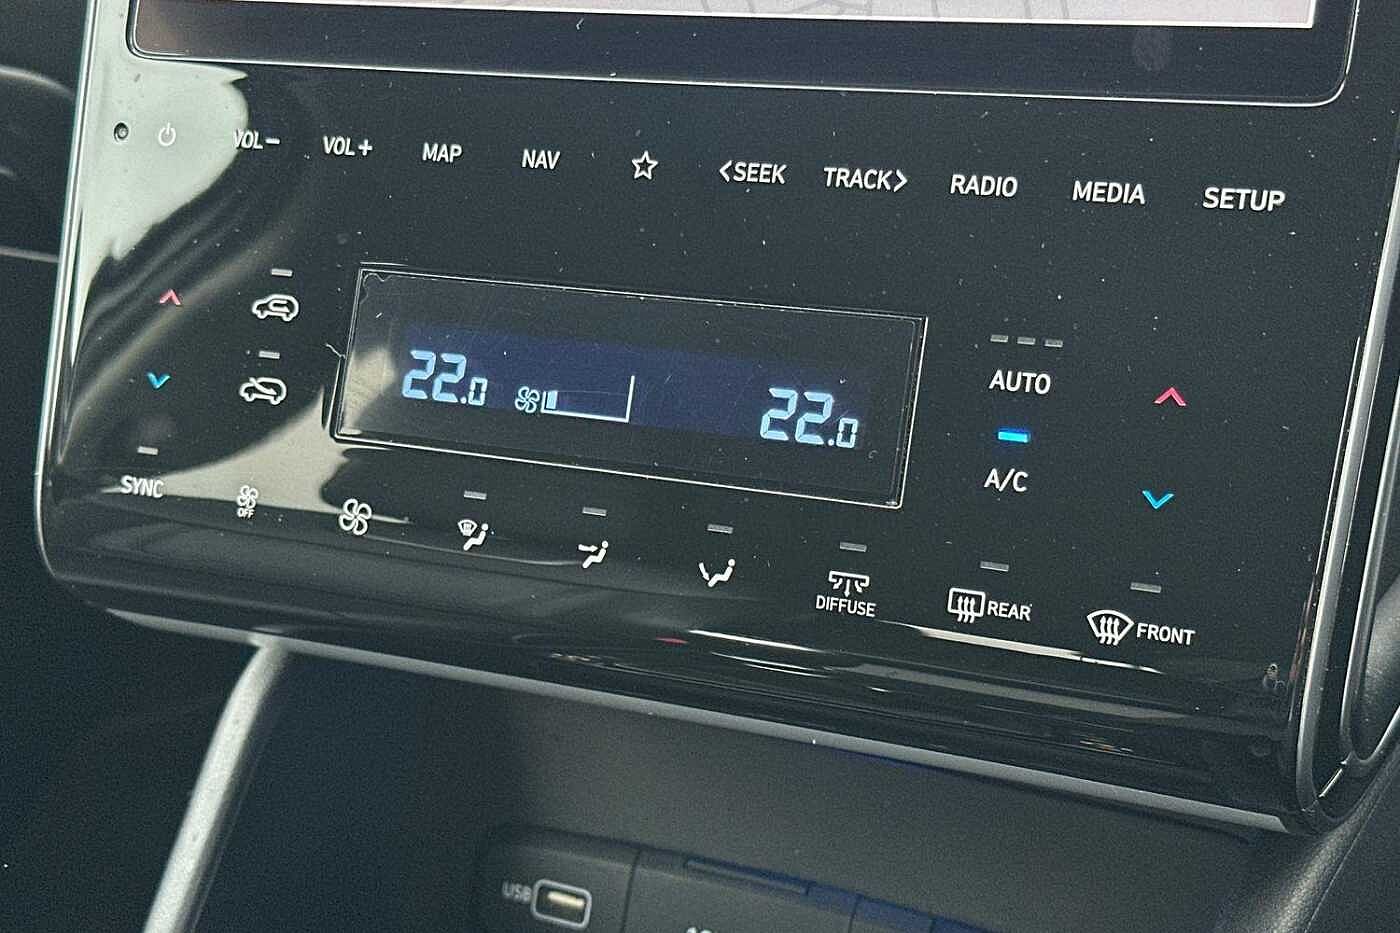 VOL− VOL+ MAP NAV <SEEK TRACK> RADIO MEDIA SETUP
22.0 22.0
AUTO
A/C
SYNC
OFF
DIFFUSE
REAR
FRONT
USB